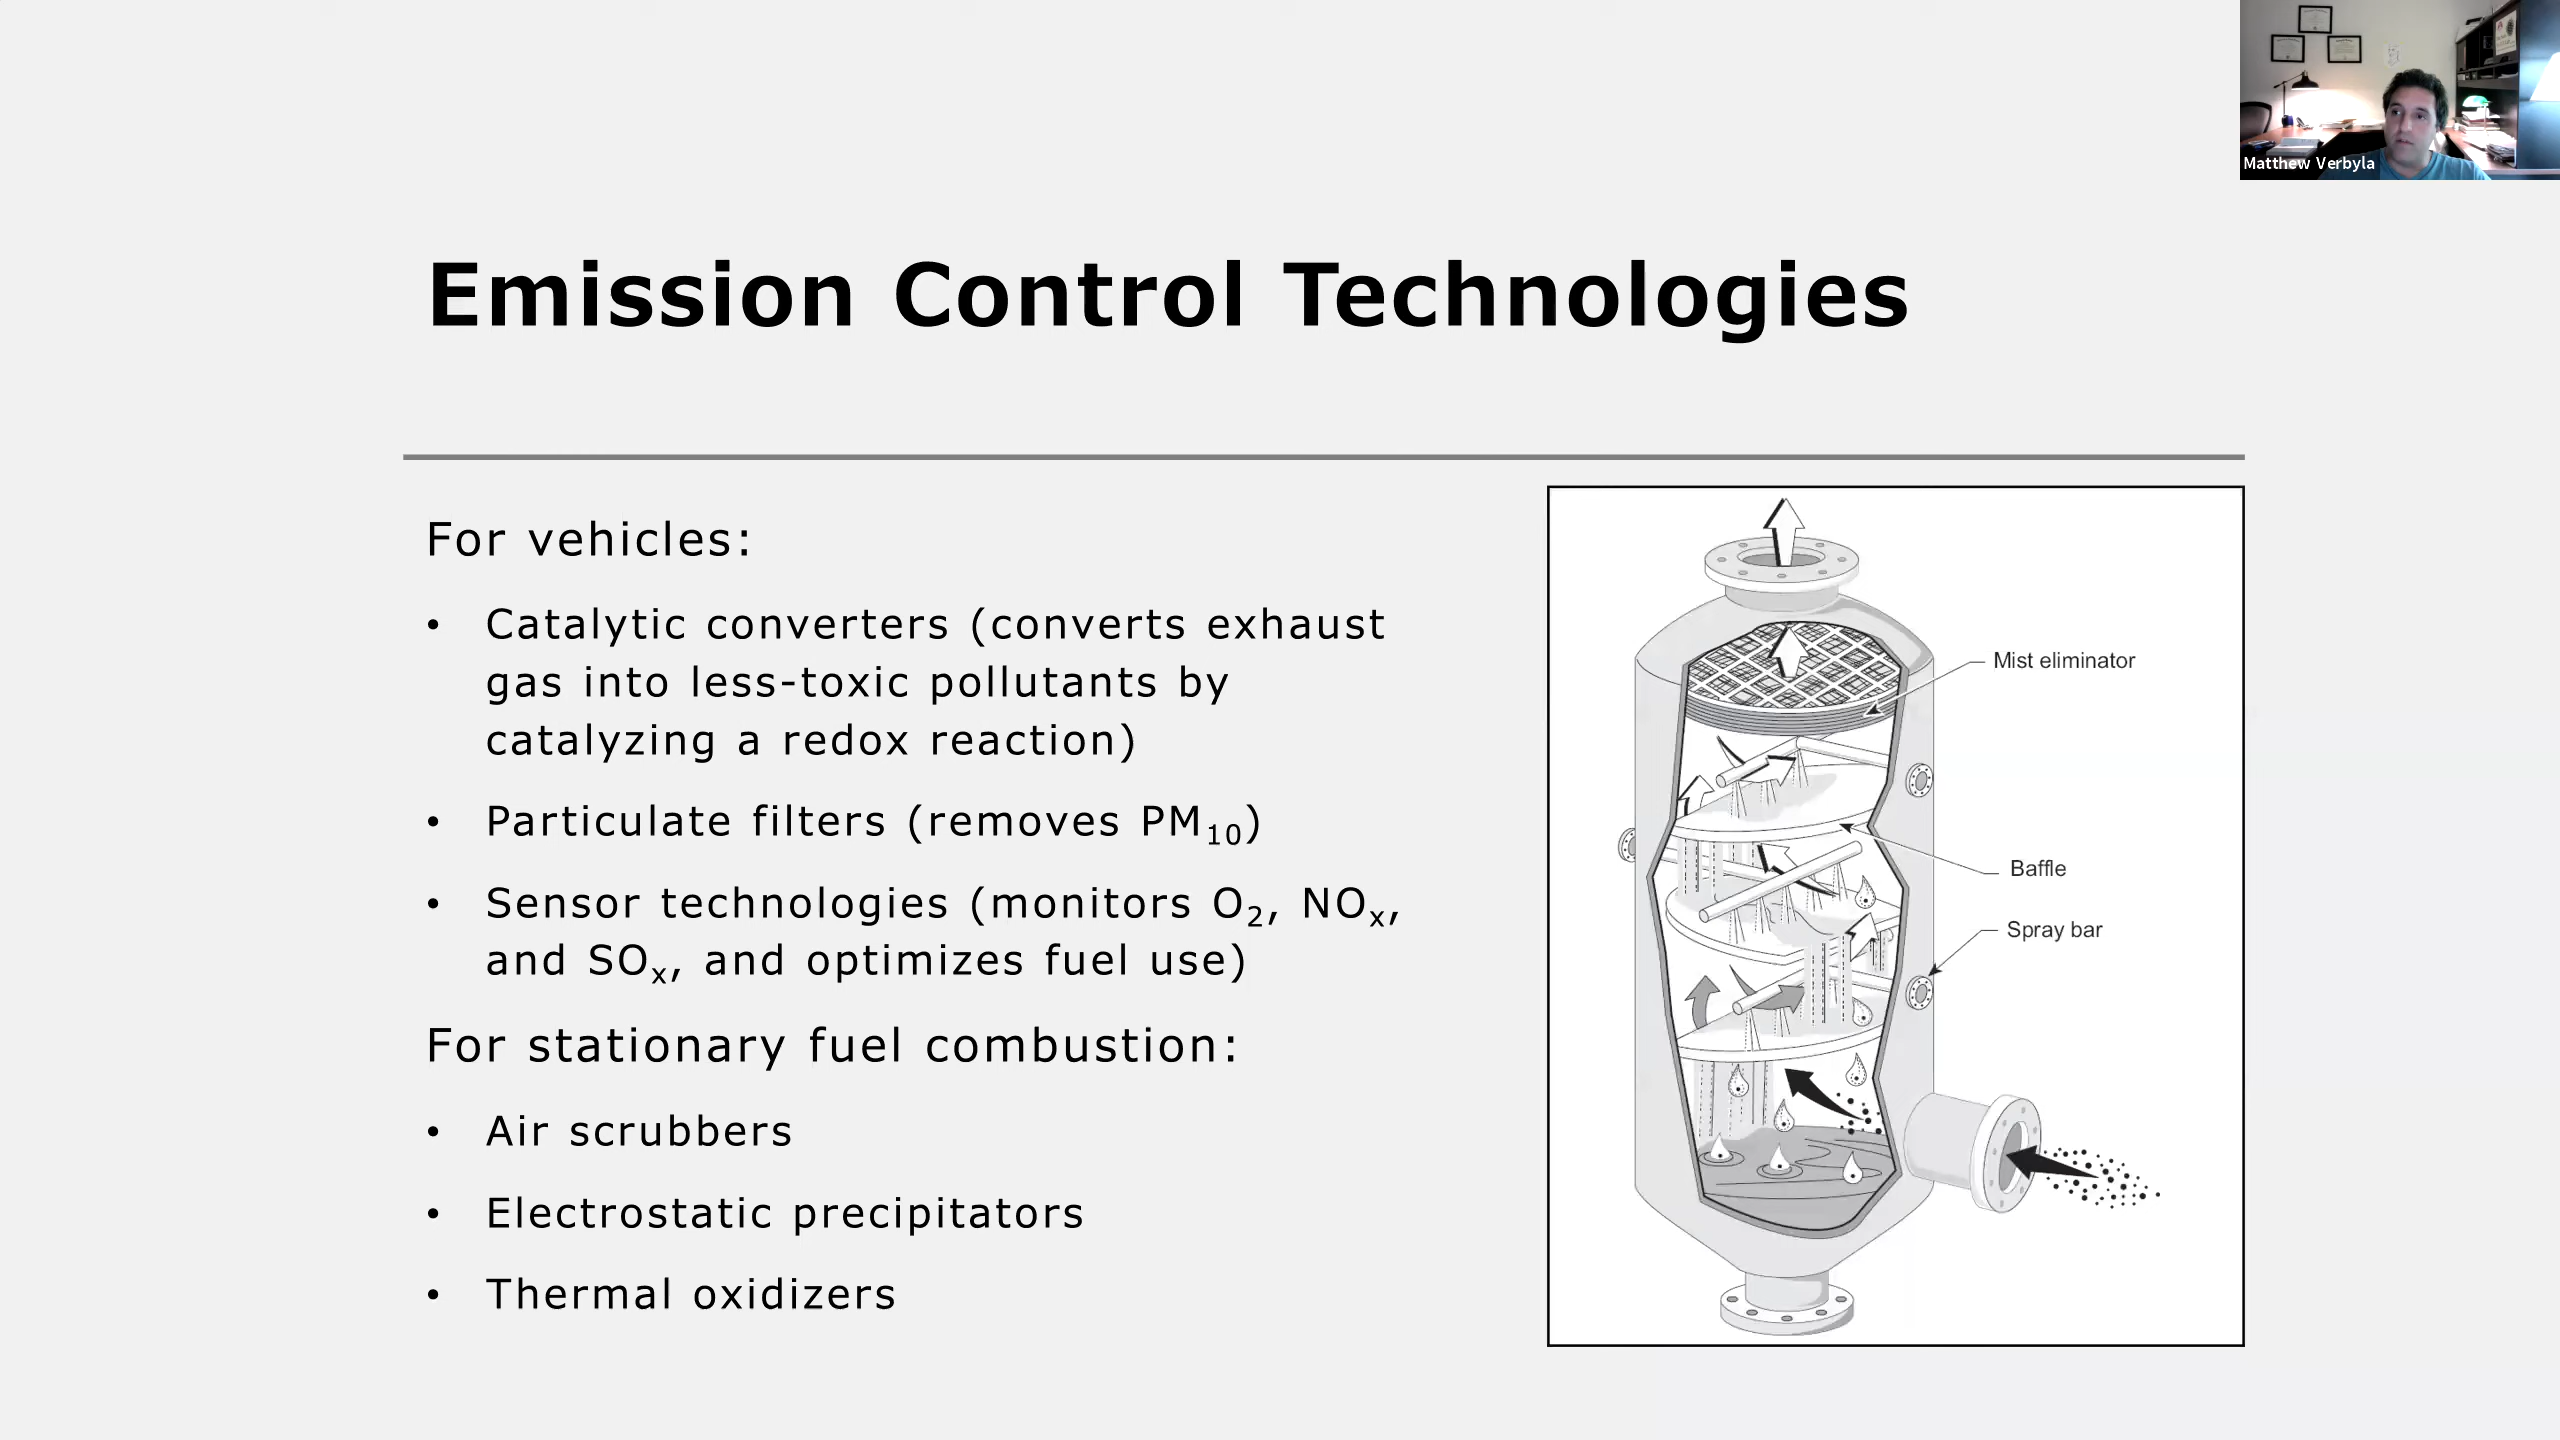 Matthew Verbyla
Emission Control Technologies
For vehicles:
• Catalytic converters (converts exhaust
gas into less-toxic pollutants by
catalyzing a redox reaction)
• Particulate filters (removes PM₁₀)
• Sensor technologies (monitors O₂, NOₓ,
and SOₓ, and optimizes fuel use)
For stationary fuel combustion:
• Air scrubbers
• Electrostatic precipitators
• Thermal oxidizers
Mist eliminator
Baffle
Spray bar